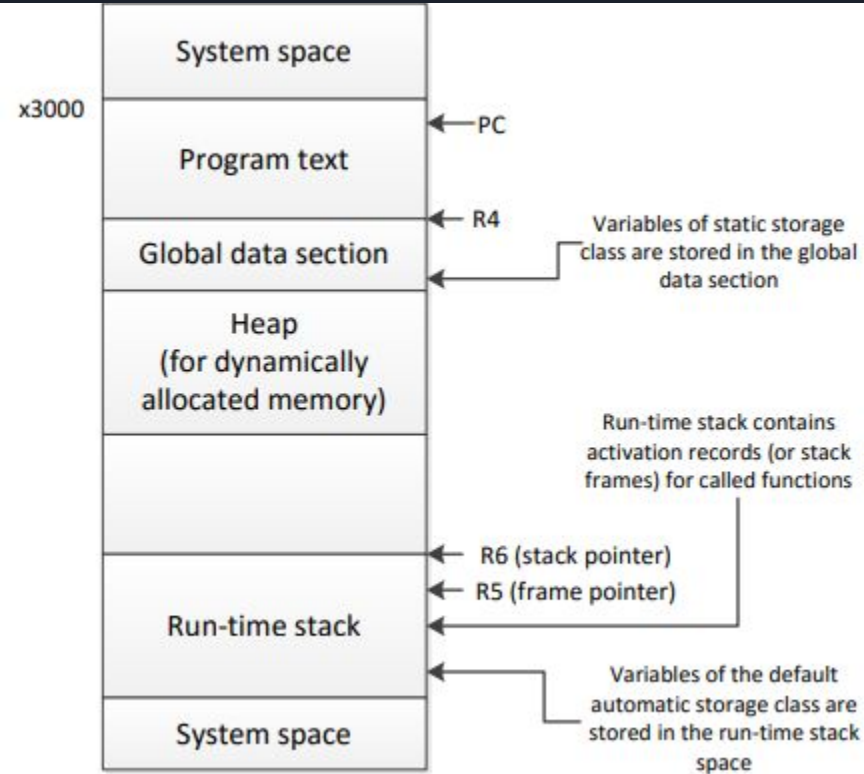 System space
x3000
PC
Program text
R4
Variables of static storage
class are stored in the global
data section
Global data section
Heap
(for dynamically
allocated memory)
Run-time stack contains
activation records (or stack
frames) for called functions
R6 (stack pointer)
R5 (frame pointer)
Run-time stack
Variables of the default
automatic storage class are
stored in the run-time stack
space
System space